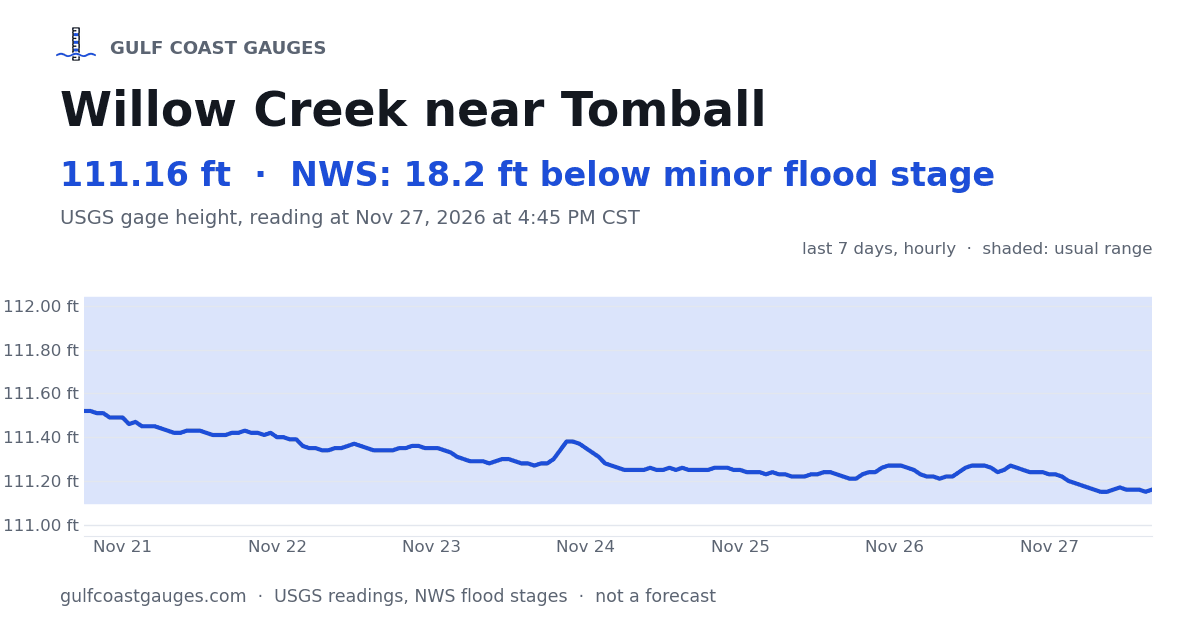 GULF COAST GAUGES
Willow Creek near Tomball
111.16 ft · NWS: 18.2 ft below minor flood stage
USGS gage height, reading at Nov 27, 2026 at 4:45 PM CST
last 7 days, hourly · shaded: usual range
112.00 ft
111.80 ft
111.60 ft
111.40 ft
111.20 ft
111.00 ft
Nov 21 Nov 22 Nov 23 Nov 24 Nov 25 Nov 26 Nov 27
gulfcoastgauges.com · USGS readings, NWS flood stages · not a forecast